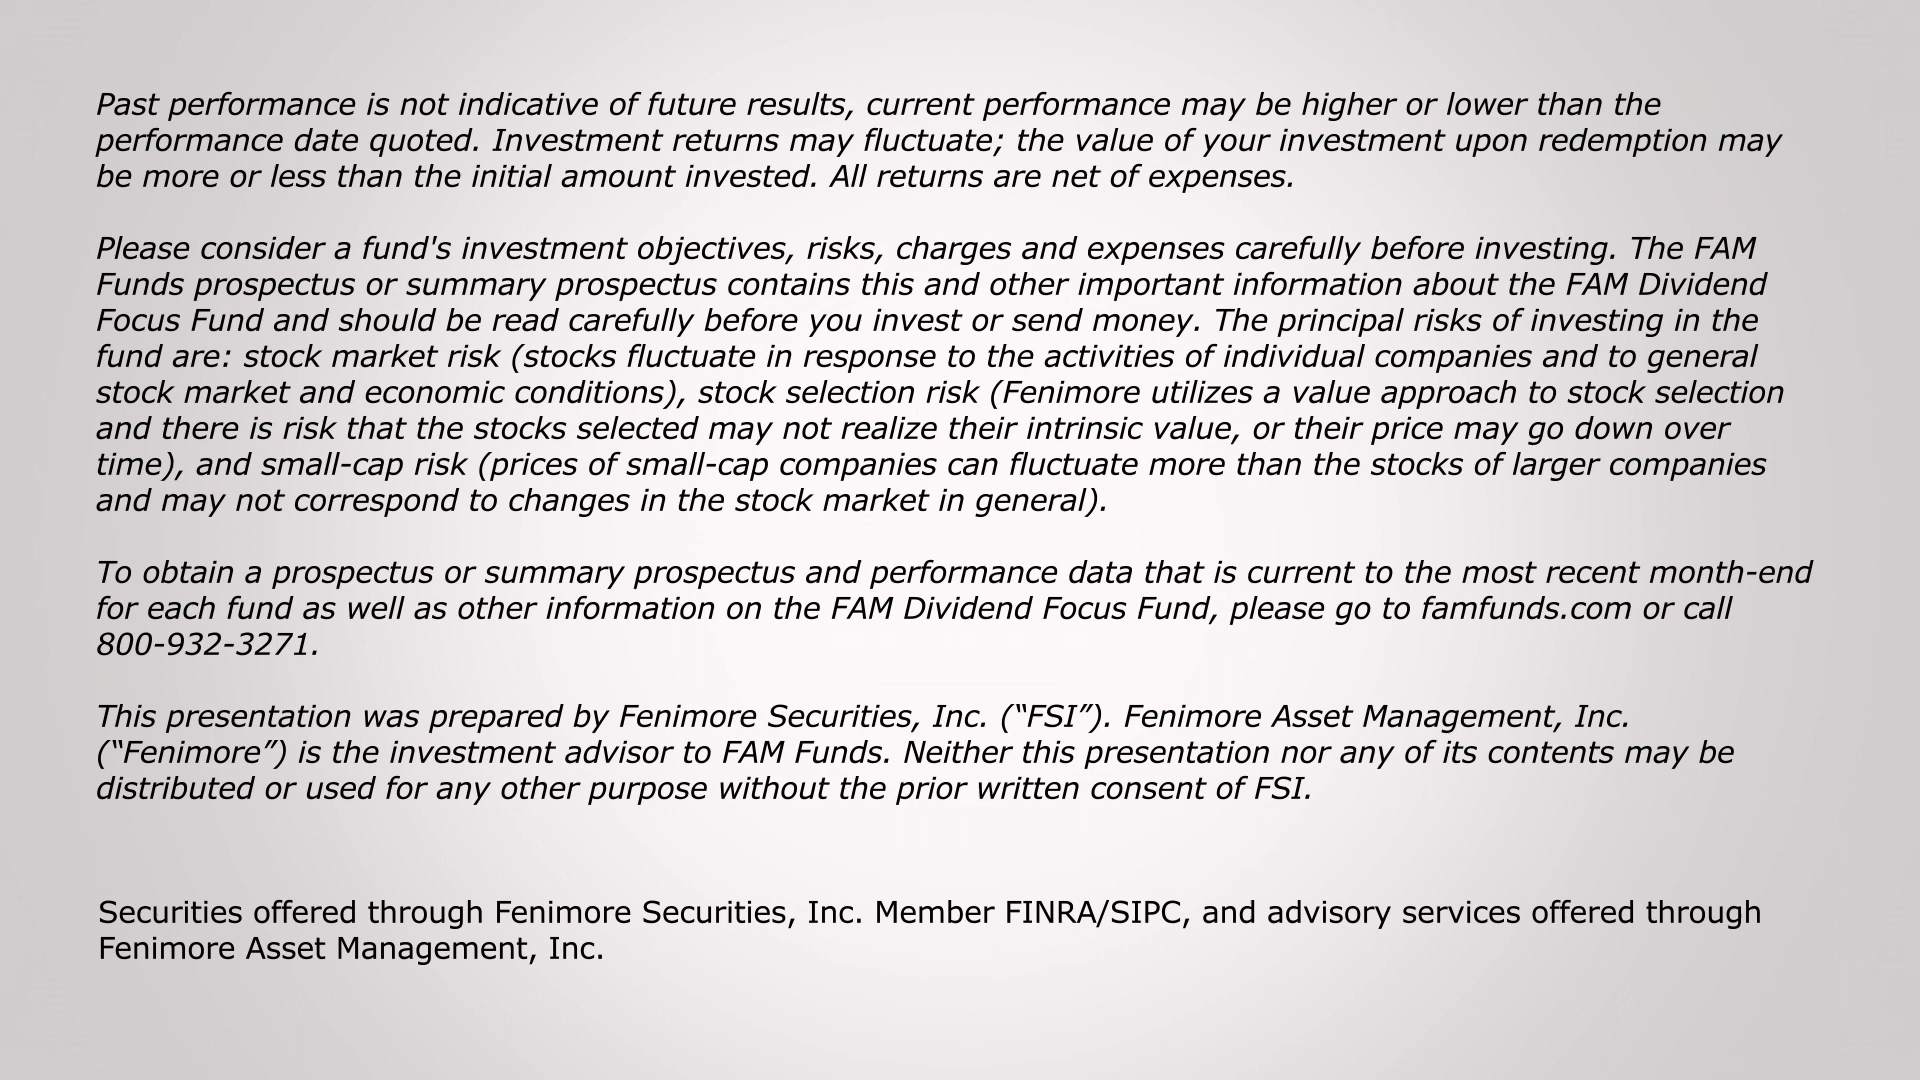 Past performance is not indicative of future results, current performance may be higher or lower than the
performance date quoted. Investment returns may fluctuate; the value of your investment upon redemption may
be more or less than the initial amount invested. All returns are net of expenses.
Please consider a fund's investment objectives, risks, charges and expenses carefully before investing. The FAM
Funds prospectus or summary prospectus contains this and other important information about the FAM Dividend
Focus Fund and should be read carefully before you invest or send money. The principal risks of investing in the
fund are: stock market risk (stocks fluctuate in response to the activities of individual companies and to general
stock market and economic conditions), stock selection risk (Fenimore utilizes a value approach to stock selection
and there is risk that the stocks selected may not realize their intrinsic value, or their price may go down over
time), and small-cap risk (prices of small-cap companies can fluctuate more than the stocks of larger companies
and may not correspond to changes in the stock market in general).
To obtain a prospectus or summary prospectus and performance data that is current to the most recent month-end
for each fund as well as other information on the FAM Dividend Focus Fund, please go to famfunds.com or call
800-932-3271.
This presentation was prepared by Fenimore Securities, Inc. (“FSI”). Fenimore Asset Management, Inc.
(“Fenimore”) is the investment advisor to FAM Funds. Neither this presentation nor any of its contents may be
distributed or used for any other purpose without the prior written consent of FSI.
Securities offered through Fenimore Securities, Inc. Member FINRA/SIPC, and advisory services offered through
Fenimore Asset Management, Inc.